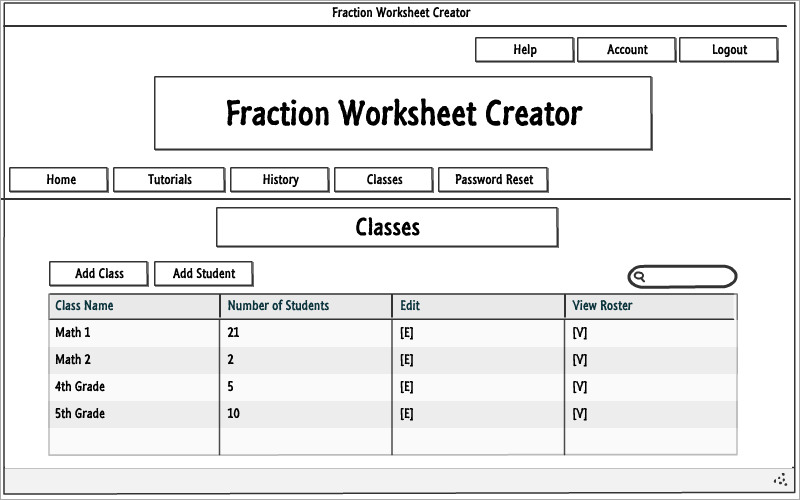 Fraction Worksheet Creator
Help Account Logout
Fraction Worksheet Creator
Home Tutorials History Classes Password Reset
Classes
Add Class Add Student
Class Name Number of Students Edit View Roster
Math 1 21 [E] [V]
Math 2 2 [E] [V]
4th Grade 5 [E] [V]
5th Grade 10 [E] [V]